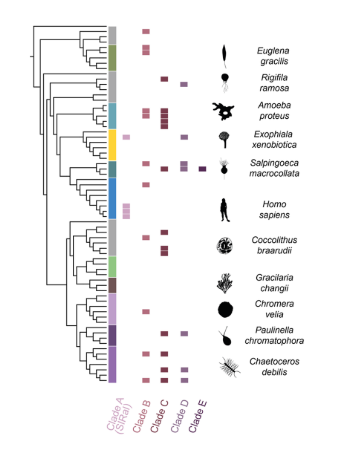 Euglena
gracilis
Rigifila
ramosa
Amoeba
proteus
Exophiala
xenobiotica
Salpingoeca
macrocollata
Homo
sapiens
Coccolithus
braarudii
Gracilaria
changii
Chromera
velia
Paulinella
chromatophora
Chaetoceros
debilis
Clade A
(SIRal)
Clade B
Clade C
Clade D
Clade E